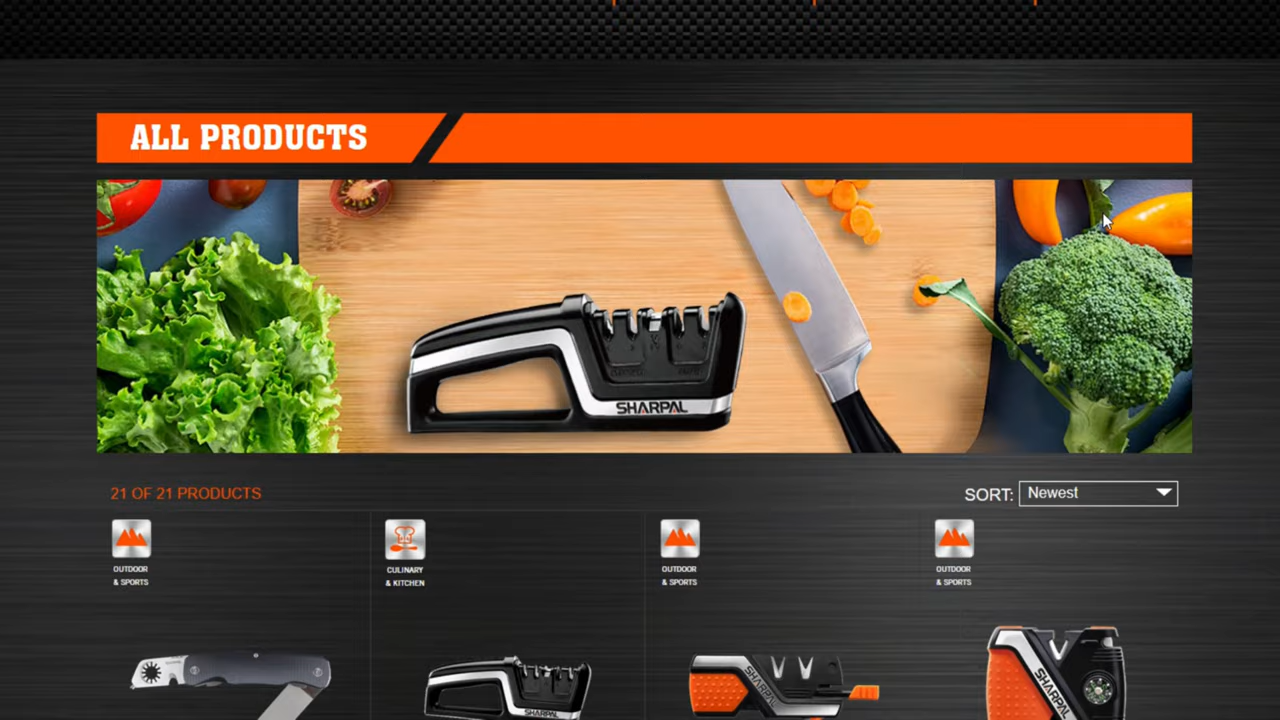 ALL PRODUCTS
SHARPAL
21 OF 21 PRODUCTS
SORT: Newest
OUTDOOR
& SPORTS
CULINARY
& KITCHEN
OUTDOOR
& SPORTS
OUTDOOR
& SPORTS
SHARPAL
SHARPAL
SHARPAL